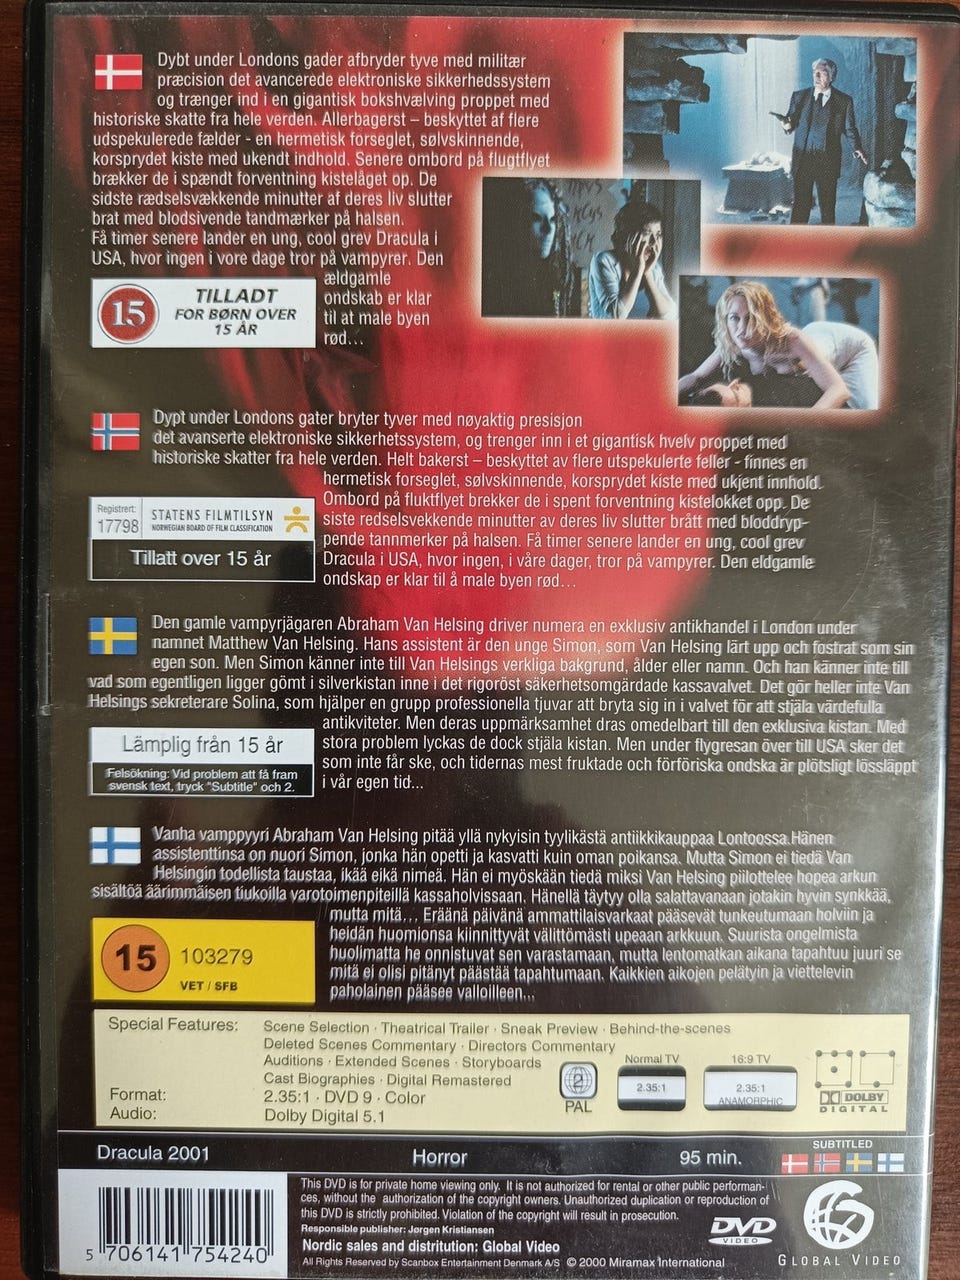 Dybt under Londons gader afbryder tyve med militær
præcision det avancerede elektroniske sikkerhedssystem
og trænger ind i en gigantisk bokshvælving proppet med
historiske skatte fra hele verden. Allerbagerst – beskyttet af flere
udspekulerede fælder - en hermetisk forseglet, sølvskinnende,
korsprydet kiste med ukendt indhold. Senere ombord på flugtflyet
brækker de i spændt forventning kistelåget op. De
sidste rædselsvækkende minutter af deres liv slutter
brat med blodsivende tandmærker på halsen.
Få timer senere lander en ung, cool grev Dracula i
USA, hvor ingen i vore dage tror på vampyrer. Den
ældgamle
ondskab er klar
til at male byen
rød...
15
TILLADT
FOR BØRN OVER
15 ÅR
Dypt under Londons gater bryter tyver med nøyaktig presisjon
det avanserte elektroniske sikkerhetssystem, og trenger inn i et gigantisk hvelv proppet med
historiske skatter fra hele verden. Helt bakerst – beskyttet av flere utspekulerte feller - finnes en
hermetisk forseglet, sølvskinnende, korsprydet kiste med ukjent innhold.
Ombord på fluktflyet brekker de i spent forventning kistelokket opp. De
siste redselsvekkende minutter av deres liv slutter brått med bloddryp-
pende tannmerker på halsen. Få timer senere lander en ung, cool grev
Dracula i USA, hvor ingen, i våre dager, tror på vampyrer. Den eldgamle
ondskap er klar til å male byen rød...
Registrert:
17798
STATENS FILMTILSYN
NORWEGIAN BOARD OF FILM CLASSIFICATION
Tillatt over 15 år
Den gamle vampyrjägaren Abraham Van Helsing driver numera en exklusiv antikhandel i London under
namnet Matthew Van Helsing. Hans assistent är den unge Simon, som Van Helsing lärt upp och fostrat som sin
egen son. Men Simon känner inte till Van Helsings verkliga bakgrund, ålder eller namn. Och han känner inte till
vad som egentligen ligger gömt i silverkistan inne i det rigoröst säkerhetsomgärdade kassavalvet. Det gör heller inte Van
Helsings sekreterare Solina, som hjälper en grupp professionella tjuvar att bryta sig in i valvet för att stjäla värdefulla
antikviteter. Men deras uppmärksamhet dras omedelbart till den exklusiva kistan. Med
stora problem lyckas de dock stjäla kistan. Men under flygresan över till USA sker det
som inte får ske, och tidernas mest fruktade och förföriska ondska är plötsligt lössläppt
i vår egen tid...
Lämplig från 15 år
Felsökning: Vid problem att få fram
svensk text, tryck "Subtitle" och 2.
Vanha vamppyyri Abraham Van Helsing pitää yllä nykyisin tyylikästä antiikkikauppaa Lontoossa.Hänen
assistenttinsa on nuori Simon, jonka hän opetti ja kasvatti kuin oman poikansa. Mutta Simon ei tiedä Van
Helsingin todellista taustaa, ikää eikä nimeä. Hän ei myöskään tiedä miksi Van Helsing piilottelee hopea arkun
sisältöä äärimmäisen tiukoilla varotoimenpiteillä kassaholvissaan. Hänellä täytyy olla salattavanaan jotakin hyvin synkkää,
mutta mitä... Eräänä päivänä ammattilaisvarkaat pääsevät tunkeutumaan holviin ja
heidän huomionsa kiinnittyvät välittömästi upeaan arkkuun. Suurista ongelmista
huolimatta he onnistuvat sen varastamaan, mutta lentomatkan aikana tapahtuu juuri se
mitä ei olisi pitänyt päästää tapahtumaan. Kaikkien aikojen pelätyin ja viettelevin
paholainen pääsee valloilleen...
15
103279
VET / SFB
Special Features: Scene Selection · Theatrical Trailer · Sneak Preview · Behind-the-scenes
Deleted Scenes Commentary · Directors Commentary
Auditions · Extended Scenes · Storyboards
Cast Biographies · Digital Remastered
Format: 2.35:1 · DVD 9 · Color
Audio: Dolby Digital 5.1
2
PAL
Normal TV
2.35:1
16:9 TV
2.35:1
ANAMORPHIC
DOLBY
DIGITAL
Dracula 2001 Horror 95 min.
SUBTITLED
5 706141 754240
This DVD is for private home viewing only. It is not authorized for rental or other public performan-
ces, without the authorization of the copyright owners. Unauthorized duplication or reproduction of
this DVD is strictly prohibited. Violation of the copyright will result in prosecution.
Responsible publisher: Jørgen Kristiansen
Nordic sales and distritution: Global Video
All Rights Reserved by Scanbox Entertainment Denmark A/S © 2000 Miramax International
DVD
VIDEO
GLOBAL VIDEO